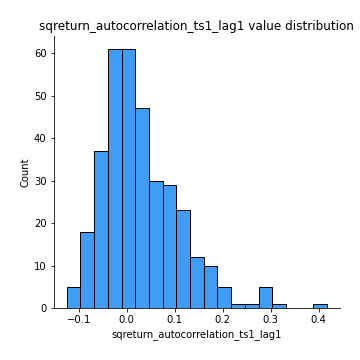 sqreturn_autocorrelation_ts1_lag1 value distribution
60
50
40
30
20
10
0
Count
−0.1 0.0 0.1 0.2 0.3 0.4
sqreturn_autocorrelation_ts1_lag1